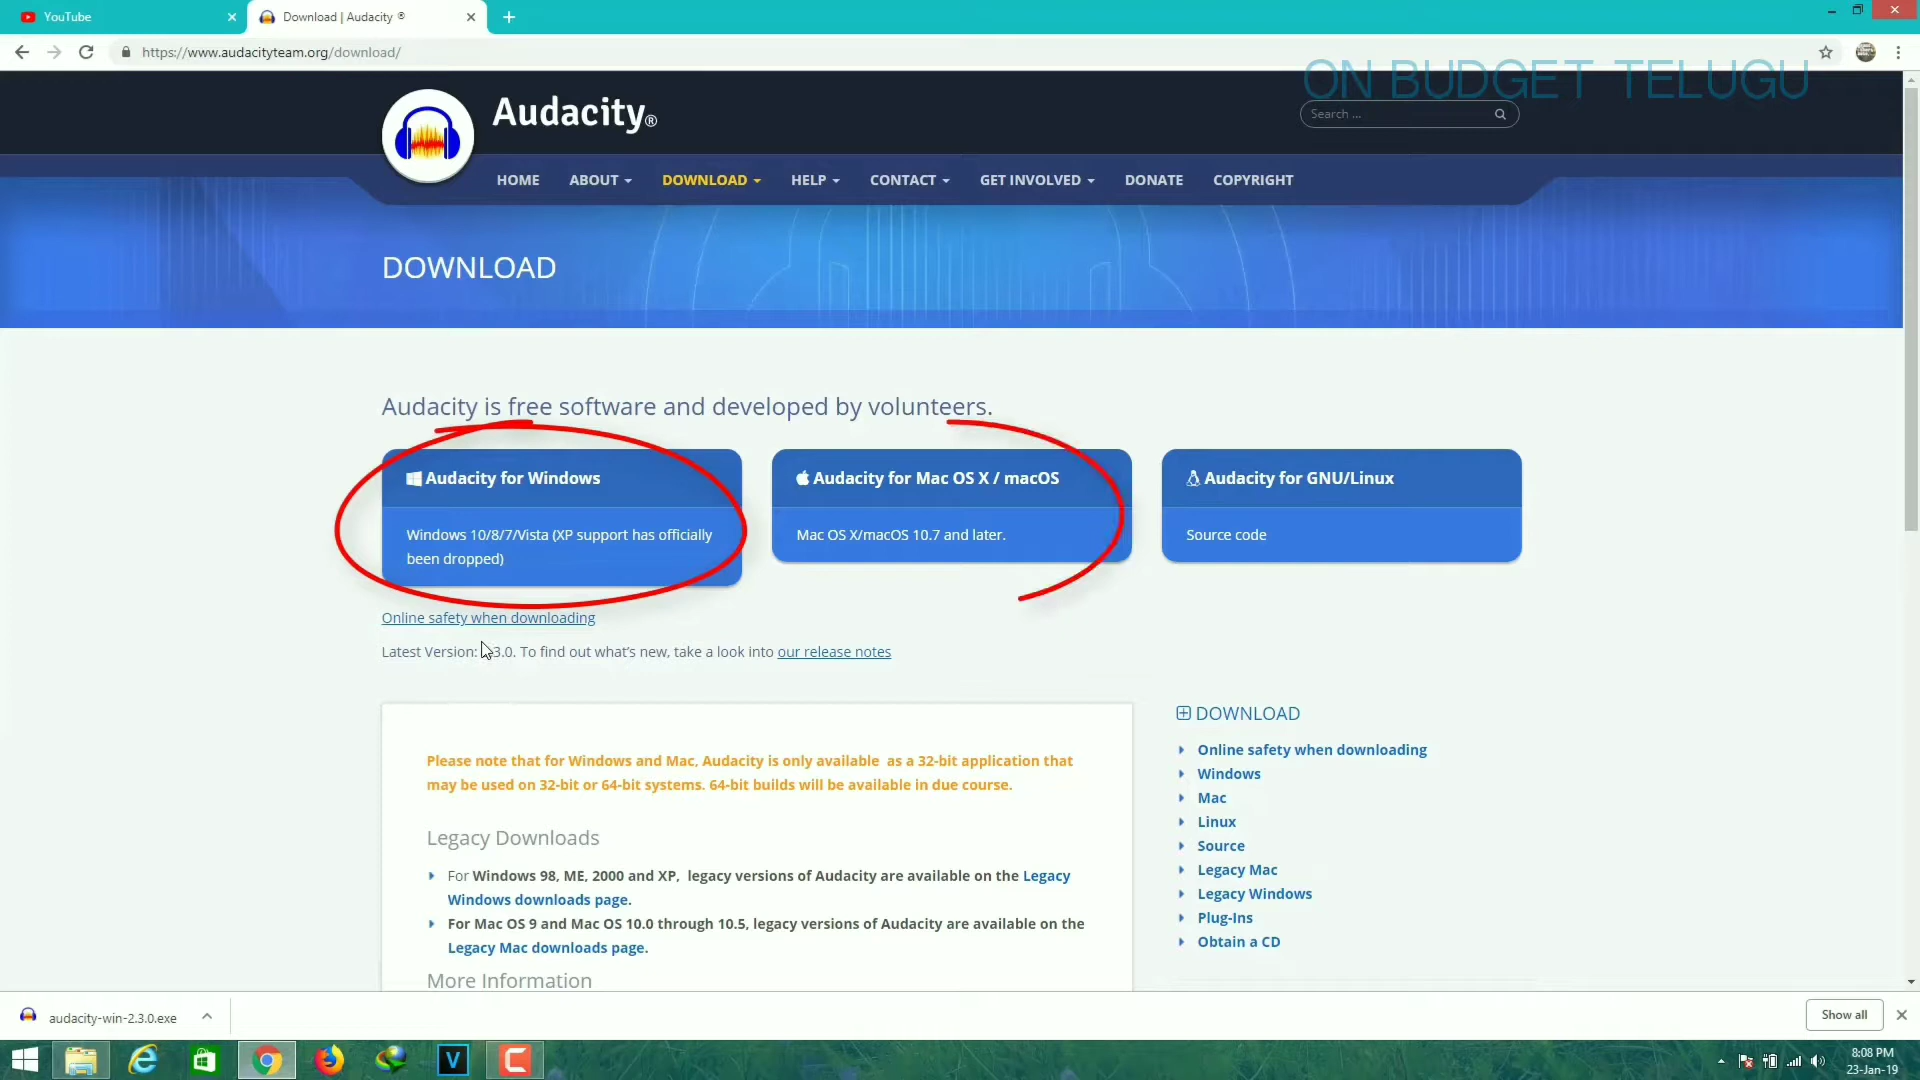 YouTube
Download | Audacity ®
https://www.audacityteam.org/download/
ON BUDGET TELUGU
Audacity®
Search ...
HOME ABOUT DOWNLOAD HELP CONTACT GET INVOLVED DONATE COPYRIGHT
DOWNLOAD
Audacity is free software and developed by volunteers.
Audacity for Windows
Windows 10/8/7/Vista (XP support has officially
been dropped)
Audacity for Mac OS X / macOS
Mac OS X/macOS 10.7 and later.
Audacity for GNU/Linux
Source code
Online safety when downloading
Latest Version: .3.0. To find out what's new, take a look into our release notes
Please note that for Windows and Mac, Audacity is only available as a 32-bit application that
may be used on 32-bit or 64-bit systems. 64-bit builds will be available in due course.
Legacy Downloads
For Windows 98, ME, 2000 and XP, legacy versions of Audacity are available on the Legacy
Windows downloads page.
For Mac OS 9 and Mac OS 10.0 through 10.5, legacy versions of Audacity are available on the
Legacy Mac downloads page.
More Information
DOWNLOAD
Online safety when downloading
Windows
Mac
Linux
Source
Legacy Mac
Legacy Windows
Plug-Ins
Obtain a CD
audacity-win-2.3.0.exe
Show all
V
8:08 PM
23-Jan-19